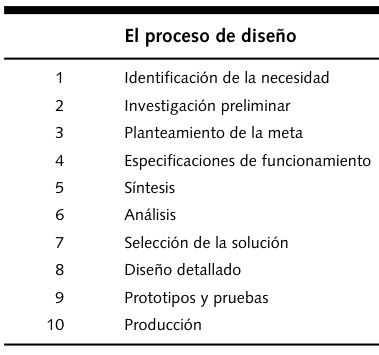 El proceso de diseño
1 Identificación de la necesidad
2 Investigación preliminar
3 Planteamiento de la meta
4 Especificaciones de funcionamiento
5 Síntesis
6 Análisis
7 Selección de la solución
8 Diseño detallado
9 Prototipos y pruebas
10 Producción